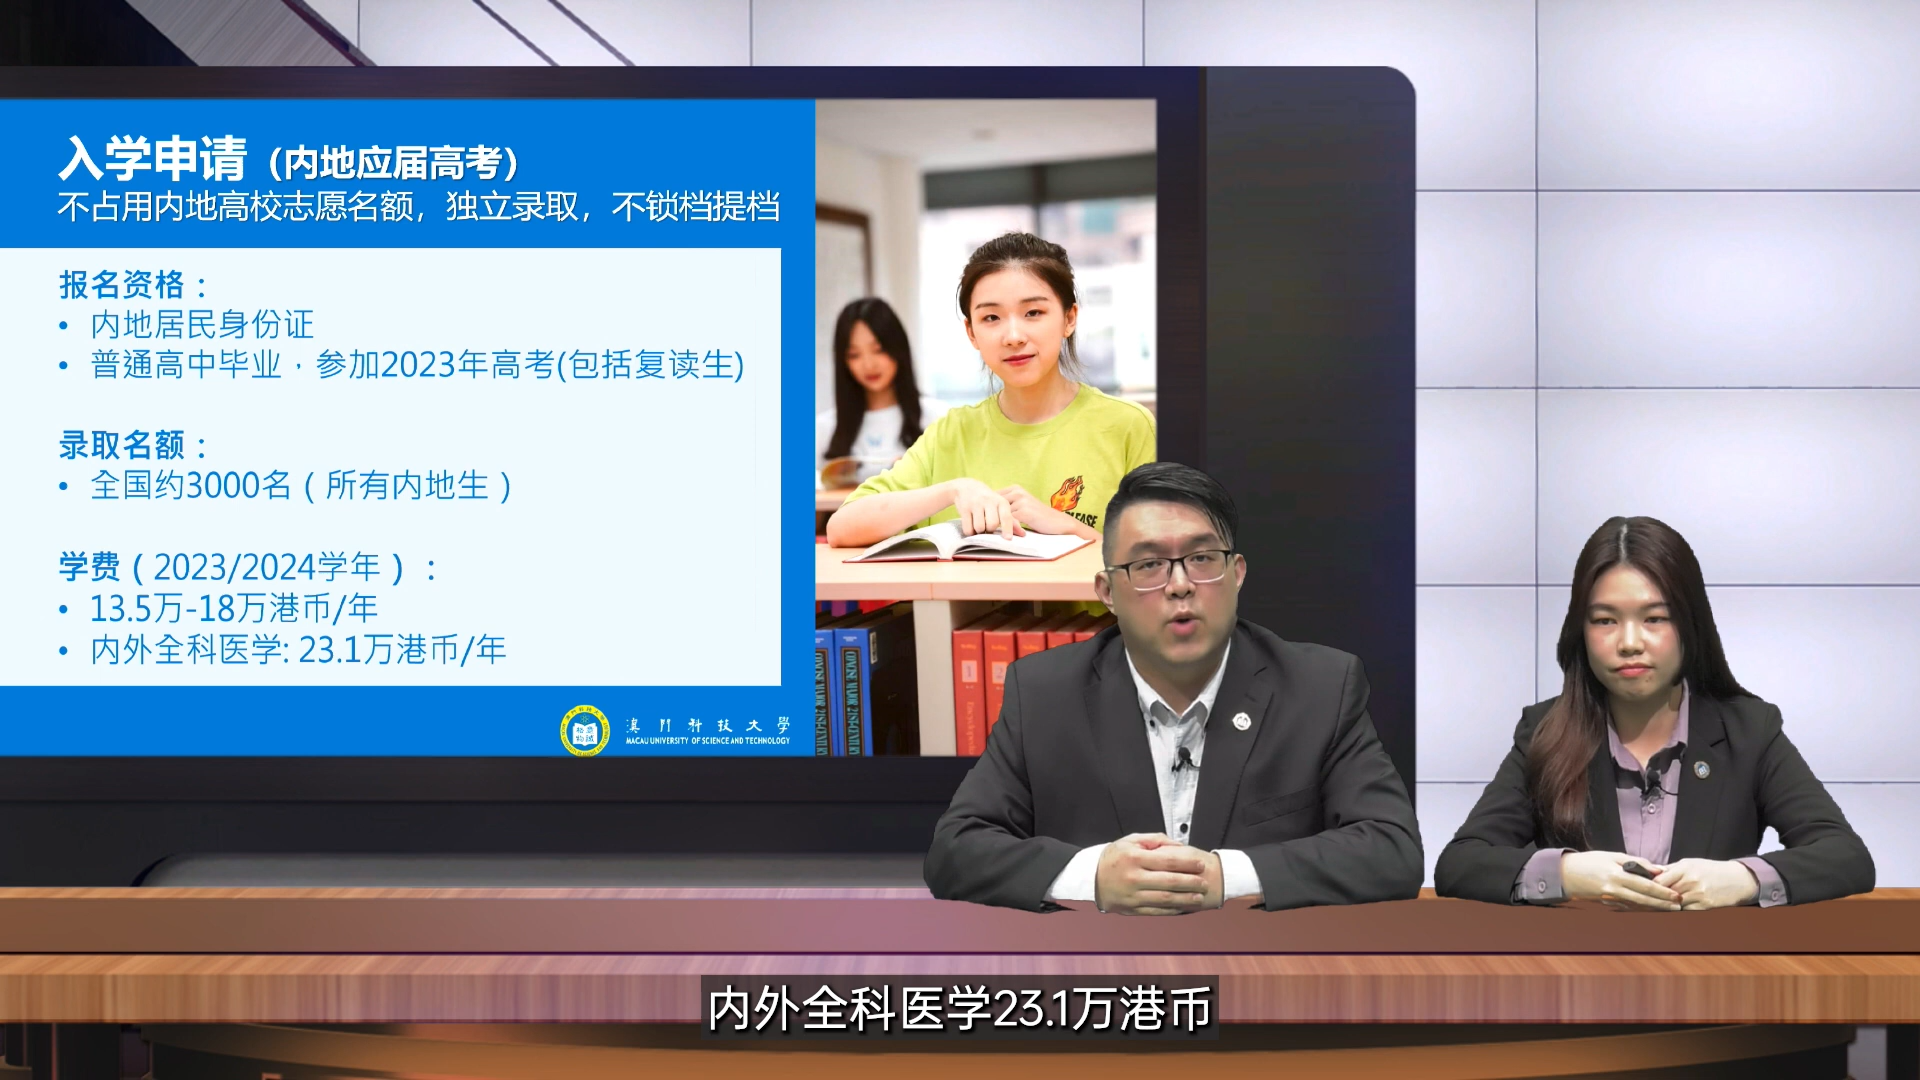 入学申请（内地应届高考）
不占用内地高校志愿名额，独立录取，不锁档提档
报名资格：
• 内地居民身份证
• 普通高中毕业，参加2023年高考(包括复读生)
录取名额：
• 全国约3000名（所有内地生）
学费（2023/2024学年）：
• 13.5万-18万港币/年
• 内外全科医学: 23.1万港币/年
澳門科技大學
MACAU UNIVERSITY OF SCIENCE AND TECHNOLOGY
内外全科医学23.1万港币